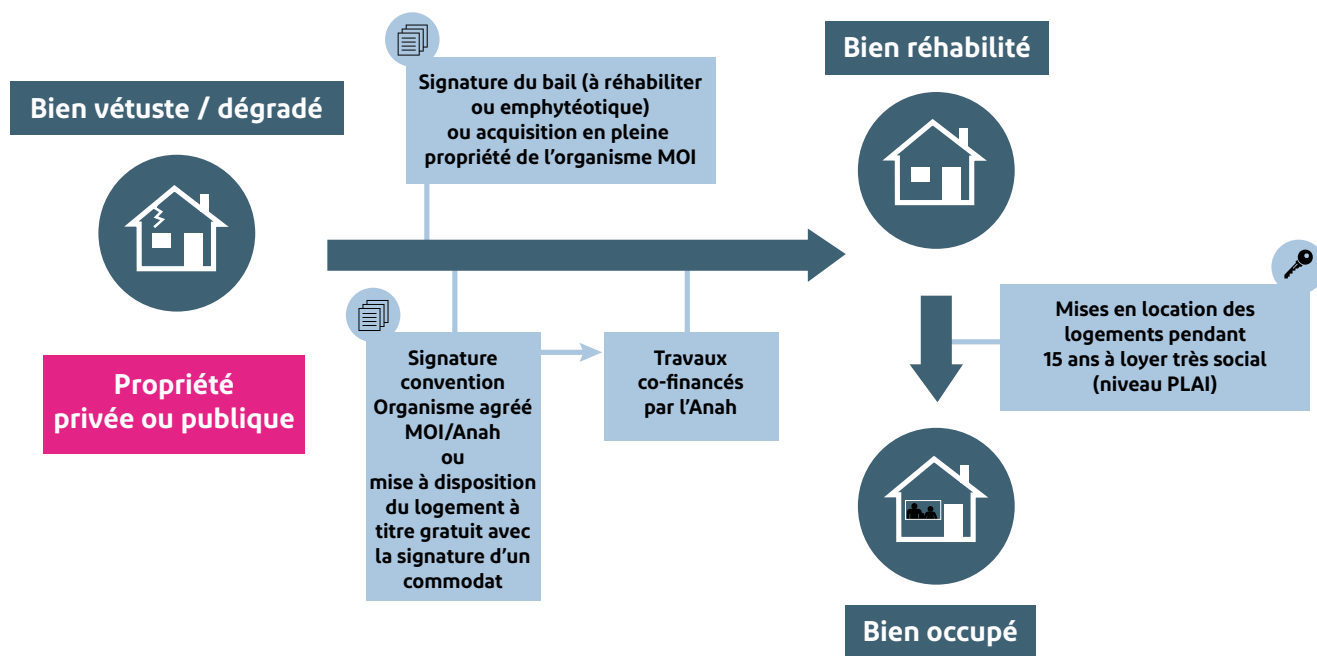 Bien vétuste / dégradé
Propriété
privée ou publique
Signature du bail (à réhabiliter
ou emphytéotique)
ou acquisition en pleine
propriété de l'organisme MOI
Signature
convention
Organisme agréé
MOI/Anah
ou
mise à disposition
du logement à
titre gratuit avec
la signature d'un
commodat
Travaux
co-financés
par l'Anah
Bien réhabilité
Mises en location des
logements pendant
15 ans à loyer très social
(niveau PLAI)
Bien occupé